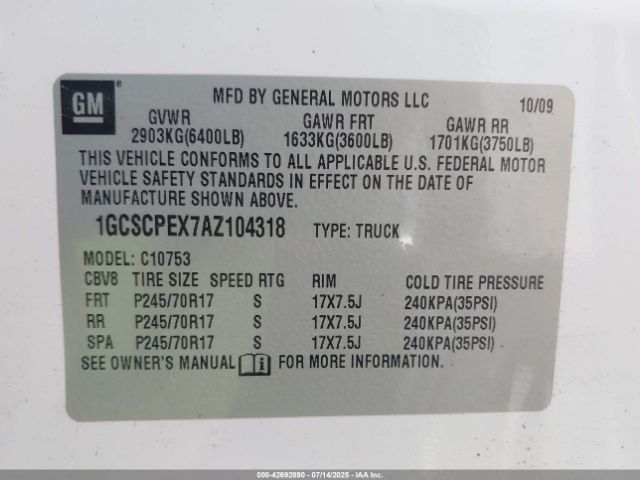 GM
MFD BY GENERAL MOTORS LLC 10/09
GVWR GAWR FRT GAWR RR
2903KG(6400LB) 1633KG(3600LB) 1701KG(3750LB)
THIS VEHICLE CONFORMS TO ALL APPLICABLE U.S. FEDERAL MOTOR
VEHICLE SAFETY STANDARDS IN EFFECT ON THE DATE OF
MANUFACTURE SHOWN ABOVE.
1GCSCPEX7AZ104318 TYPE: TRUCK
MODEL: C10753
CBV8 TIRE SIZE SPEED RTG RIM COLD TIRE PRESSURE
FRT P245/70R17 S 17X7.5J 240KPA(35PSI)
RR P245/70R17 S 17X7.5J 240KPA(35PSI)
SPA P245/70R17 S 17X7.5J 240KPA(35PSI)
SEE OWNER'S MANUAL FOR MORE INFORMATION.
000-42692890 - 07/14/2025 - IAAI.COM